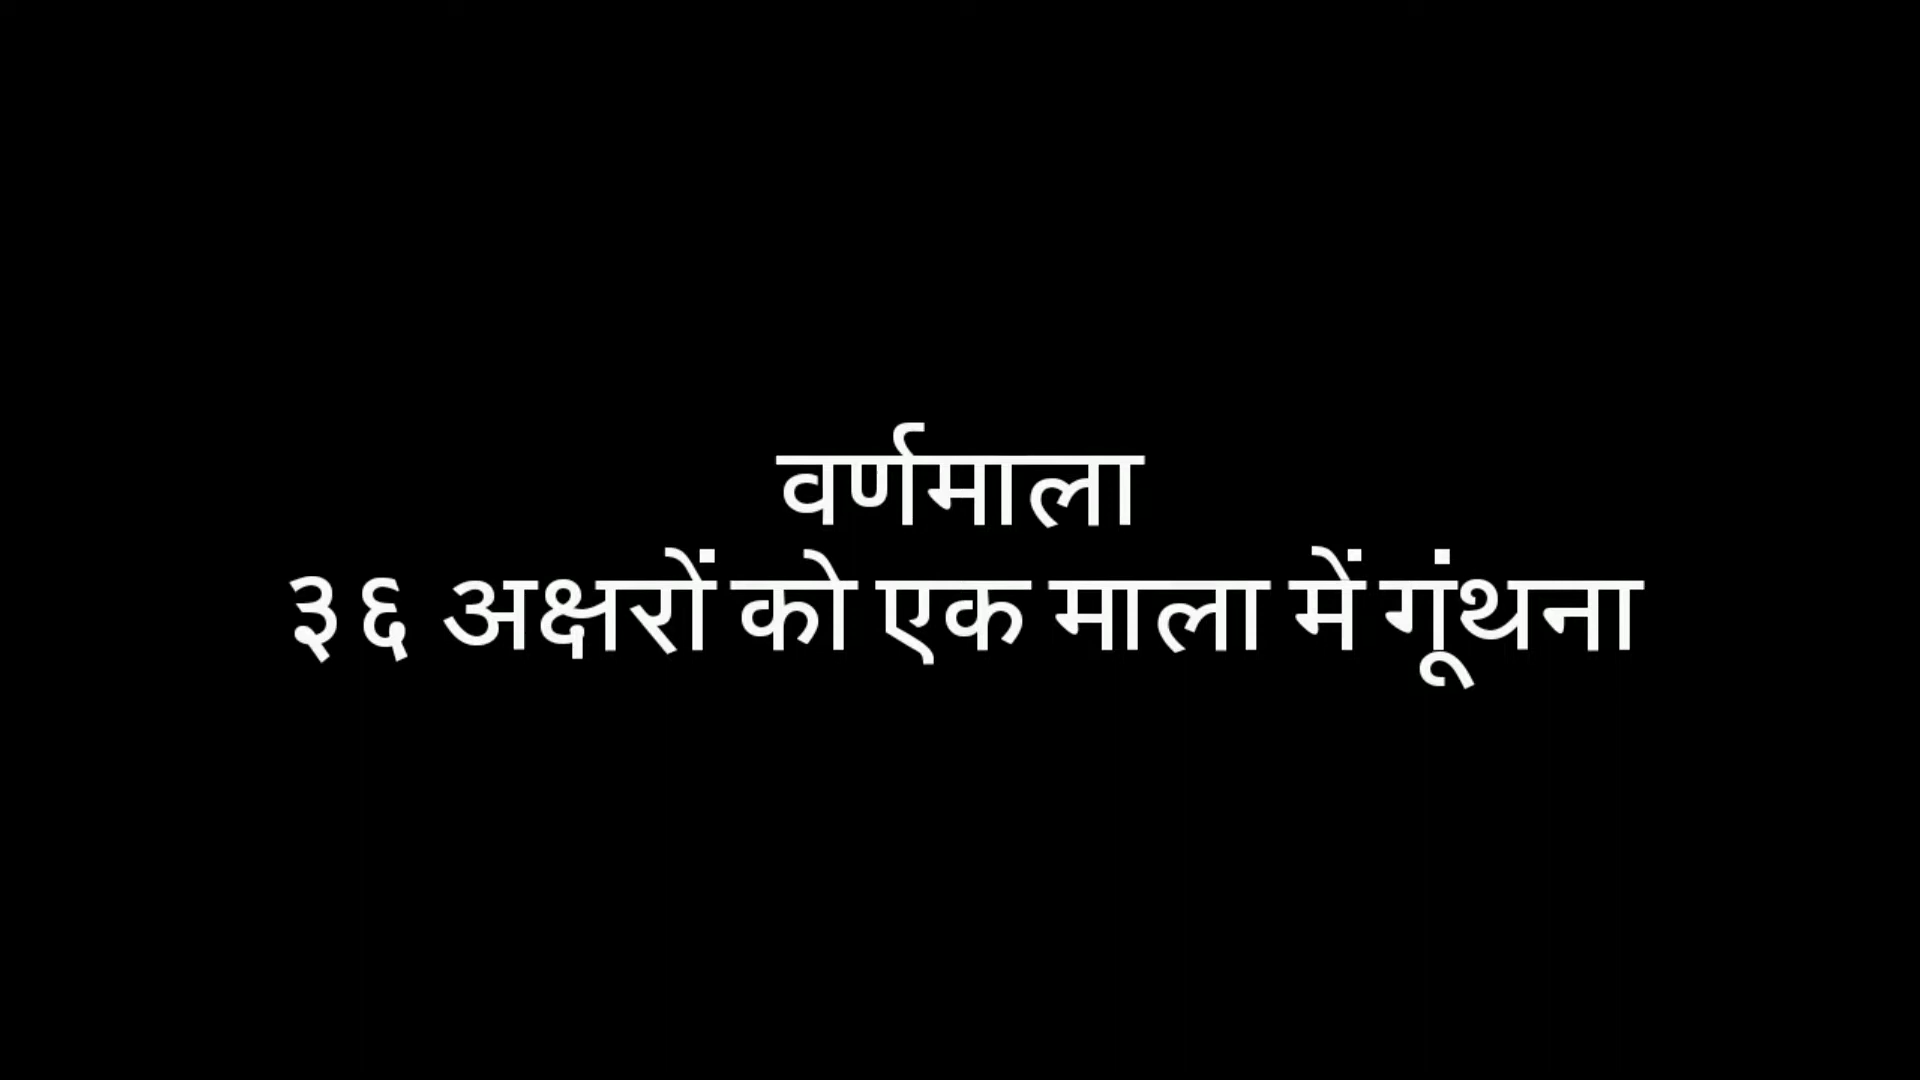 वर्णमाला
३६ अक्षरों को एक माला में गूंथना